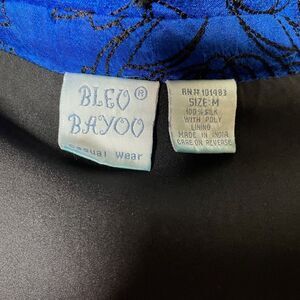 BLEU®
BAYOU
Casual Wear
RN# 101983
SIZE: M
100% SILK
WITH POLY
LINING
MADE IN INDIA
CARE ON REVERSE